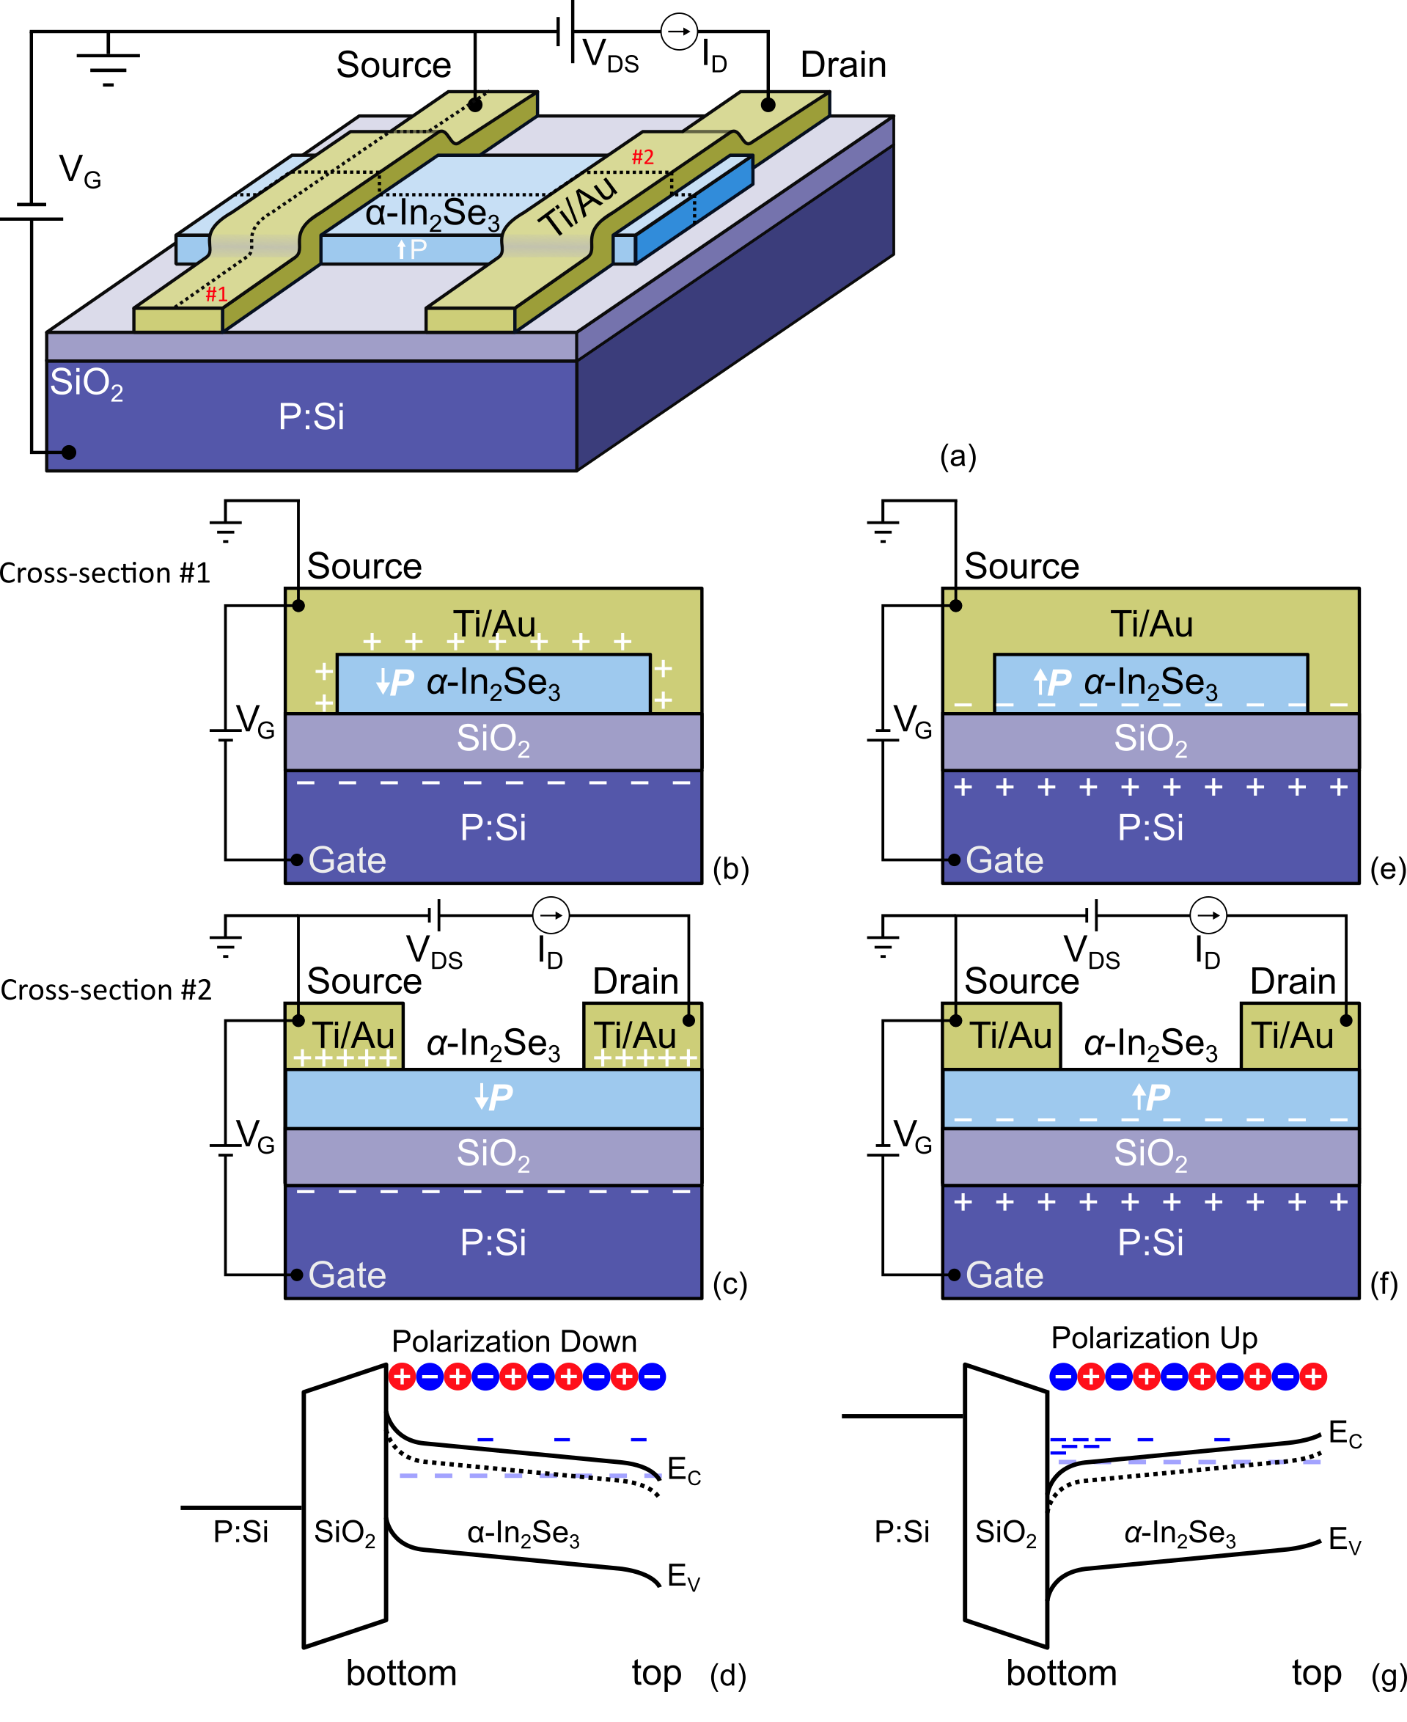 Source
V_DS
I_D
Drain
V_G
#2
α-In₂Se₃
Ti/Au
↑P
#1
SiO₂
P:Si
(a)
Cross-section #1
Source
Ti/Au
+ + + + + + +
+ +
+ +
↓P α-In₂Se₃
V_G
SiO₂
− − − − − − − − − −
P:Si
Gate
(b)
Source
Ti/Au
↑P α-In₂Se₃
− − − − − − − − − −
V_G
SiO₂
+ + + + + + + + + +
P:Si
Gate
(e)
Cross-section #2
V_DS
I_D
Source
Drain
Ti/Au
α-In₂Se₃
Ti/Au
+++++
+++++
↓P
V_G
SiO₂
− − − − − − − − − −
P:Si
Gate
(c)
V_DS
I_D
Source
Drain
Ti/Au
α-In₂Se₃
Ti/Au
↑P
− − − − − − − − − −
V_G
SiO₂
+ + + + + + + + + +
P:Si
Gate
(f)
Polarization Down
+ − + − + − + − + −
E_C
P:Si
SiO₂
α-In₂Se₃
E_V
bottom
top
(d)
Polarization Up
− + − + − + − + − +
E_C
P:Si
SiO₂
α-In₂Se₃
E_V
bottom
top
(g)